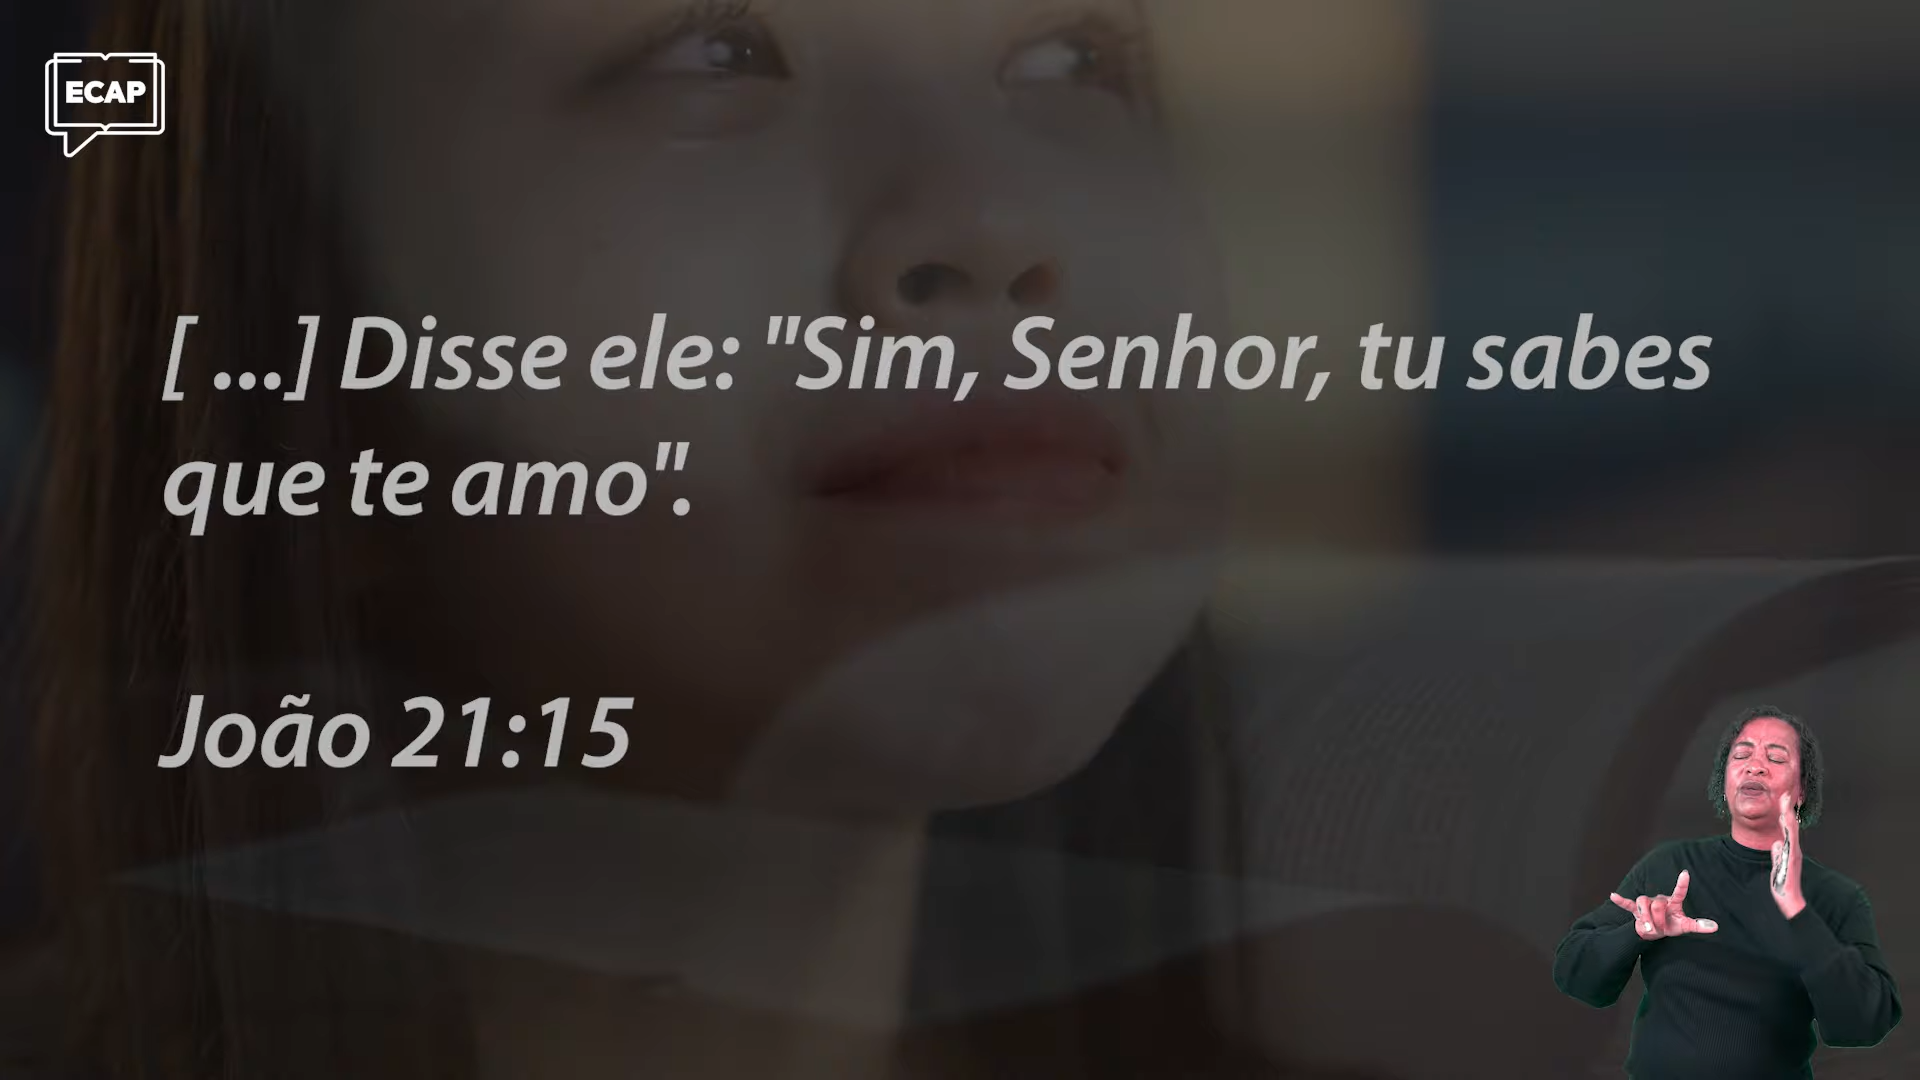 ECAP
[ ...] Disse ele: "Sim, Senhor, tu sabes
que te amo".
João 21:15